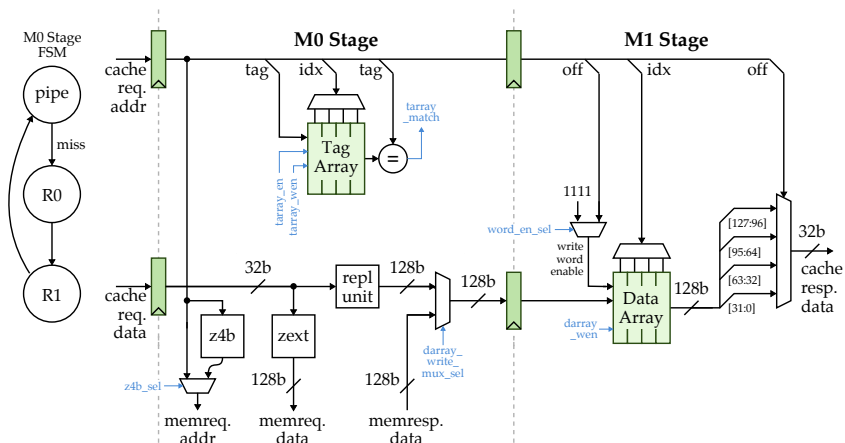 M0 Stage
FSM
pipe
miss
R0
R1
M0 Stage
M1 Stage
cache
req.
addr
tag
idx
tag
off
idx
off
tarray
_match
Tag
Array
=
tarray_en
tarray_wen
1111
word_en_sel
write
word
enable
[127:96]
[95:64]
[63:32]
[31:0]
32b
cache
resp.
data
cache
req.
data
32b
repl
unit
128b
128b
Data
Array
128b
darray
_wen
z4b
zext
darray_
write_
mux_sel
z4b_sel
128b
128b
memreq.
addr
memreq.
data
memresp.
data